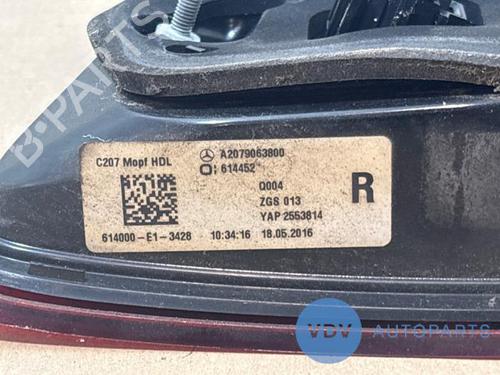 B-PARTS
C207 Mopf HDL
A2079063800
614452
Q004
ZGS 013
YAP 2553814
R
614000-E1-3428 10:34:16 18.05.2016
VDV AUTOPARTS